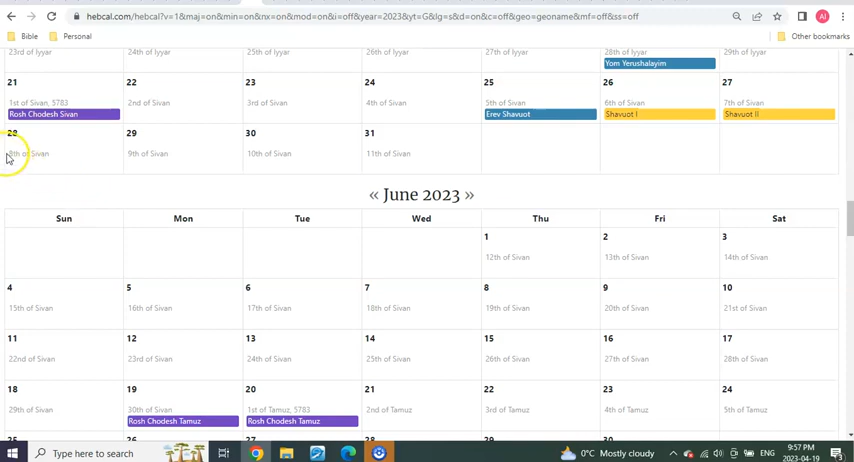 hebcal.com/hebcal?v=1&maj=on&min=on&nx=on&mod=on&i=off&year=2023&yt=G&lg=s&d=on&c=off&geo=geoname&mf=off&ss=off
AI
Bible Personal Other bookmarks
23rd of Iyyar 24th of Iyyar 25th of Iyyar 26th of Iyyar 27th of Iyyar 28th of Iyyar 29th of Iyyar
Yom Yerushalayim
21 22 23 24 25 26 27
1st of Sivan, 5783 2nd of Sivan 3rd of Sivan 4th of Sivan 5th of Sivan 6th of Sivan 7th of Sivan
Rosh Chodesh Sivan Erev Shavuot Shavuot I Shavuot II
28 29 30 31
8th of Sivan 9th of Sivan 10th of Sivan 11th of Sivan
« June 2023 »
Sun Mon Tue Wed Thu Fri Sat
1 2 3
12th of Sivan 13th of Sivan 14th of Sivan
4 5 6 7 8 9 10
15th of Sivan 16th of Sivan 17th of Sivan 18th of Sivan 19th of Sivan 20th of Sivan 21st of Sivan
11 12 13 14 15 16 17
22nd of Sivan 23rd of Sivan 24th of Sivan 25th of Sivan 26th of Sivan 27th of Sivan 28th of Sivan
18 19 20 21 22 23 24
29th of Sivan 30th of Sivan 1st of Tamuz, 5783 2nd of Tamuz 3rd of Tamuz 4th of Tamuz 5th of Tamuz
Rosh Chodesh Tamuz Rosh Chodesh Tamuz
25 26 27 28 29 30
Type here to search 0°C Mostly cloudy ENG 9:57 PM
2023-04-19 3